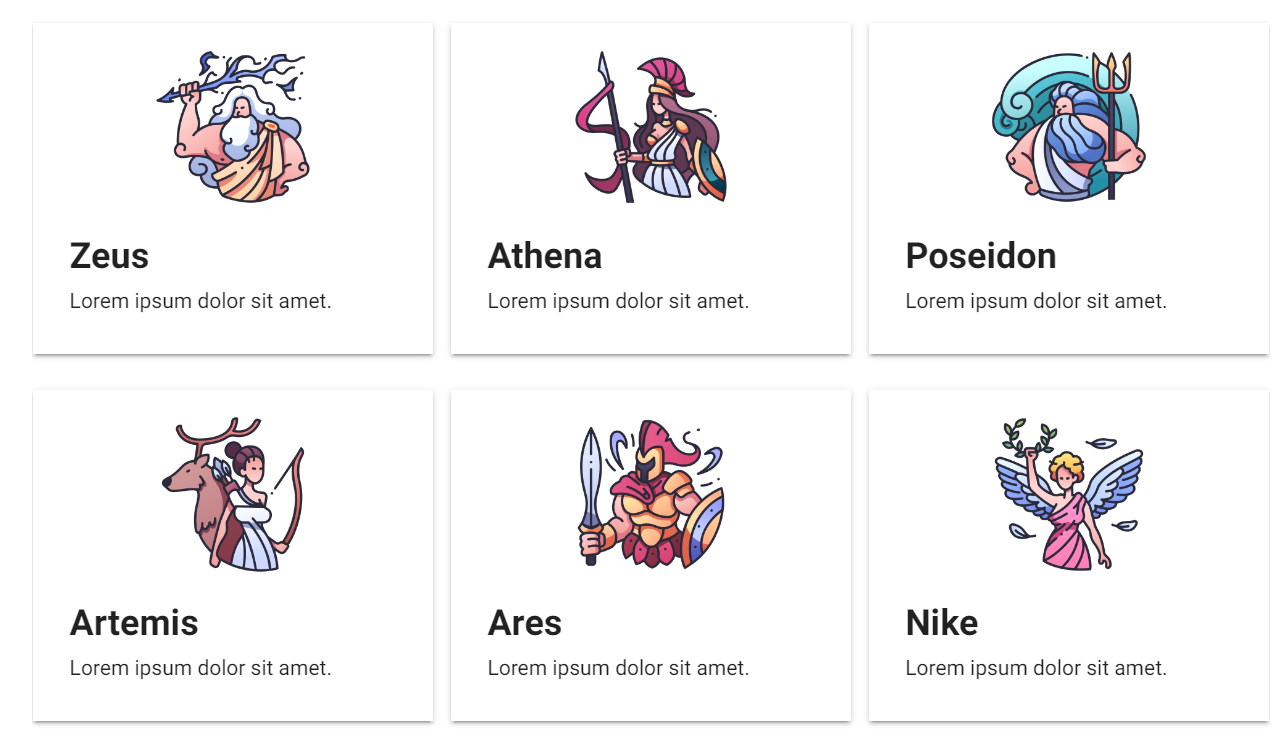 Zeus
Lorem ipsum dolor sit amet.
Athena
Lorem ipsum dolor sit amet.
Poseidon
Lorem ipsum dolor sit amet.
Artemis
Lorem ipsum dolor sit amet.
Ares
Lorem ipsum dolor sit amet.
Nike
Lorem ipsum dolor sit amet.